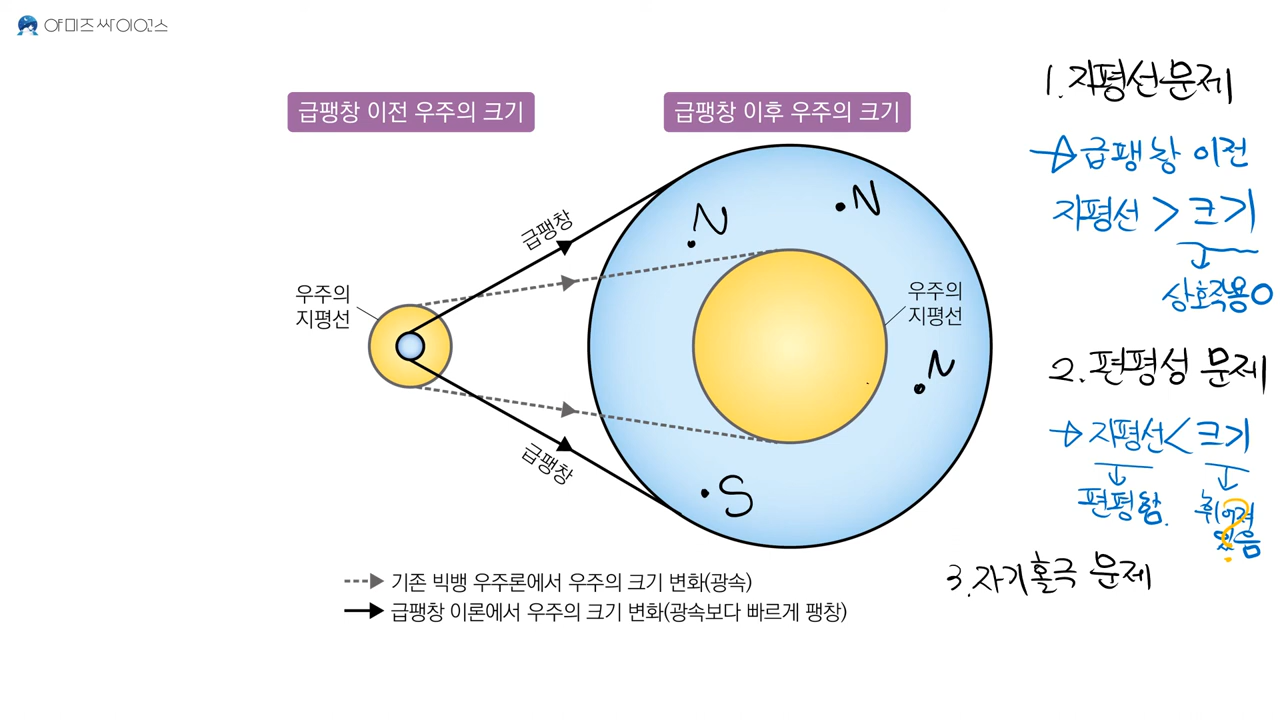 아미즈 싸이언스
급팽창 이전 우주의 크기
급팽창 이후 우주의 크기
급팽창
우주의
지평선
급팽창
N
N
우주의
지평선
N
S
기존 빅뱅 우주론에서 우주의 크기 변화(광속)
급팽창 이론에서 우주의 크기 변화(광속보다 빠르게 팽창)
1. 지평선 문제
→ 급팽창 이전
지평선 > 크기
↓
상호작용 O
2. 편평성 문제
→ 지평선 < 크기
↓ ↓
편평함. 휘어져
있음
?
3. 자기홀극 문제